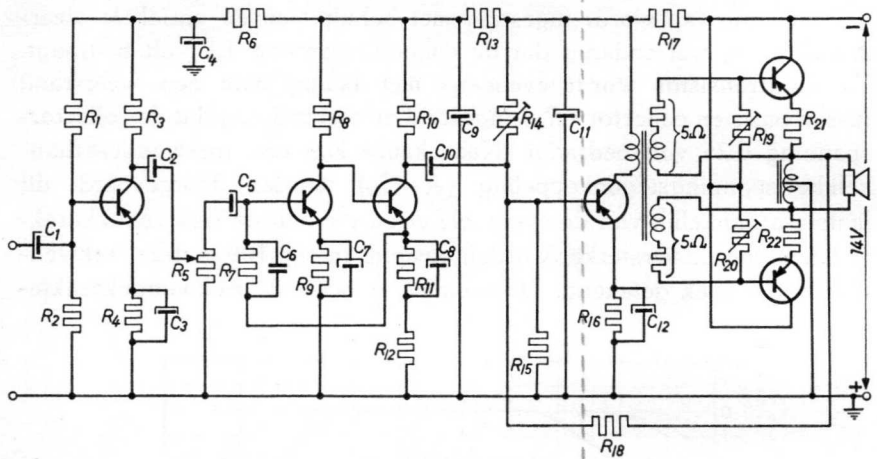 R6
R13
R17
C4
R1
R3
R8
R10
C9
R14
C11
5Ω
R19
R21
C2
C10
C5
C1
R5
R7
C6
C7
C8
5Ω
R20
R22
14V
R2
R4
C3
R9
R11
R16
C12
R12
R15
R18
−
+